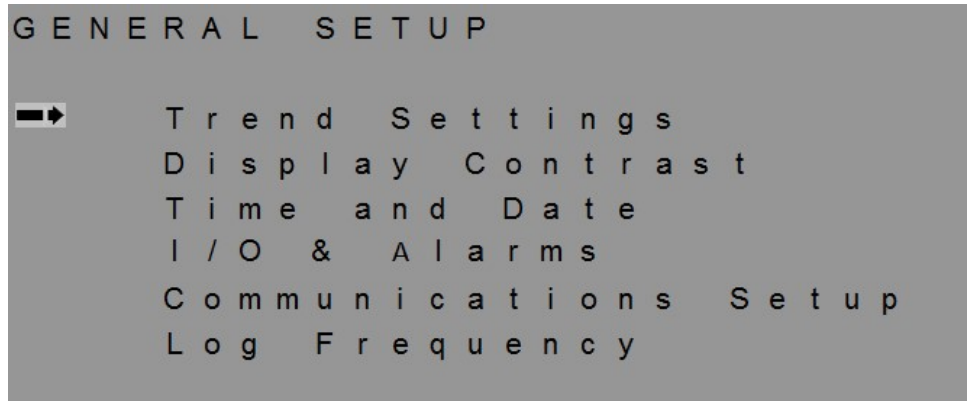 GENERAL SETUP
Trend Settings
Display Contrast
Time and Date
I/O & Alarms
Communications Setup
Log Frequency